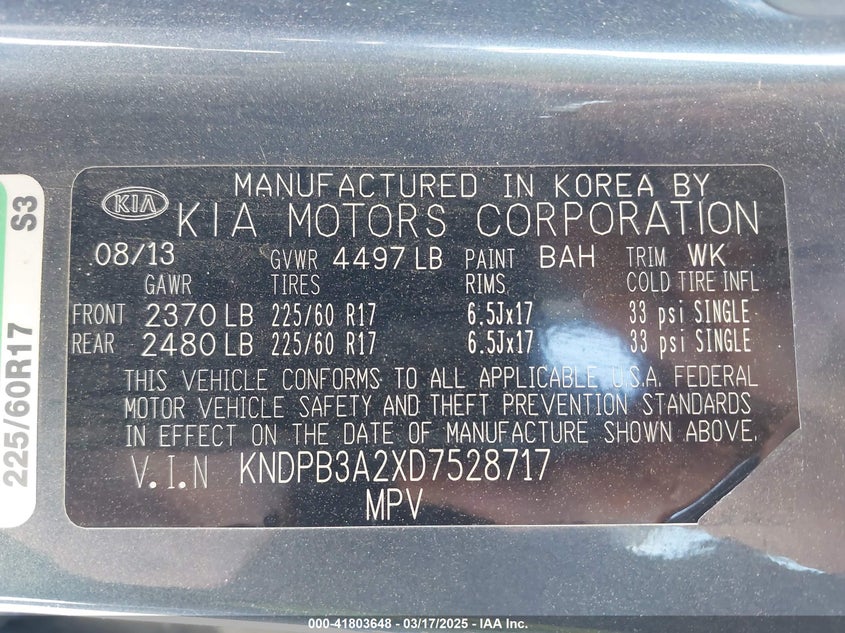 MANUFACTURED IN KOREA BY
KIA KIA MOTORS CORPORATION
08/13 GVWR 4497 LB PAINT BAH TRIM WK
GAWR TIRES RIMS COLD TIRE INFL
FRONT 2370 LB 225/60 R17 6.5Jx17 33 psi SINGLE
REAR 2480 LB 225/60 R17 6.5Jx17 33 psi SINGLE
THIS VEHICLE CONFORMS TO ALL APPLICABLE U.S.A. FEDERAL
MOTOR VEHICLE SAFETY AND THEFT PREVENTION STANDARDS
IN EFFECT ON THE DATE OF MANUFACTURE SHOWN ABOVE.
V.I.N KNDPB3A2XD7528717
MPV
225/60R17 S3
000-41803648 - 03/17/2025 - IAA Inc.